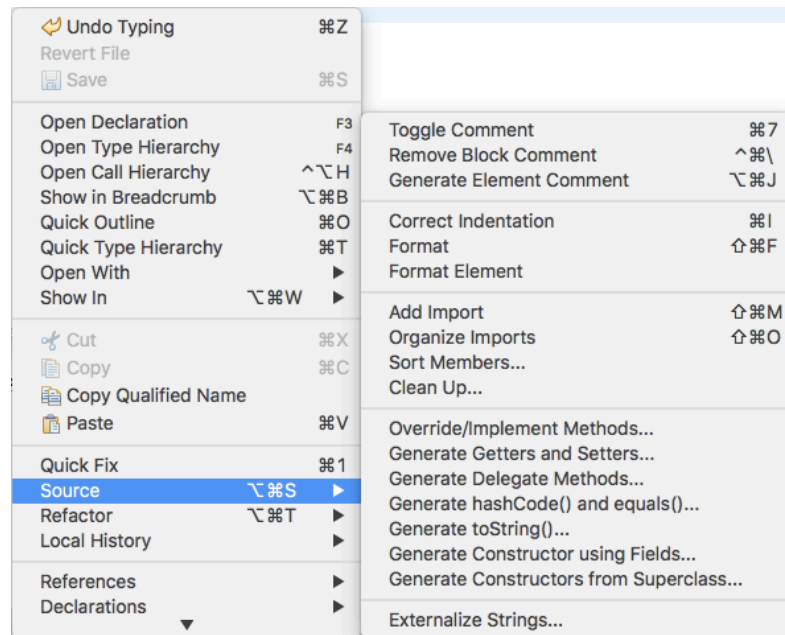 Undo Typing ⌘Z
Revert File
Save ⌘S
Open Declaration F3
Open Type Hierarchy F4
Open Call Hierarchy ^⌥H
Show in Breadcrumb ⌥⌘B
Quick Outline ⌘O
Quick Type Hierarchy ⌘T
Open With ▶
Show In ⌥⌘W ▶
Cut ⌘X
Copy ⌘C
Copy Qualified Name
Paste ⌘V
Quick Fix ⌘1
Source ⌥⌘S ▶
Refactor ⌥⌘T ▶
Local History ▶
References ▶
Declarations ▶
Toggle Comment ⌘7
Remove Block Comment ^⌘\
Generate Element Comment ⌥⌘J
Correct Indentation ⌘I
Format ⇧⌘F
Format Element
Add Import ⇧⌘M
Organize Imports ⇧⌘O
Sort Members...
Clean Up...
Override/Implement Methods...
Generate Getters and Setters...
Generate Delegate Methods...
Generate hashCode() and equals()...
Generate toString()...
Generate Constructor using Fields...
Generate Constructors from Superclass...
Externalize Strings...